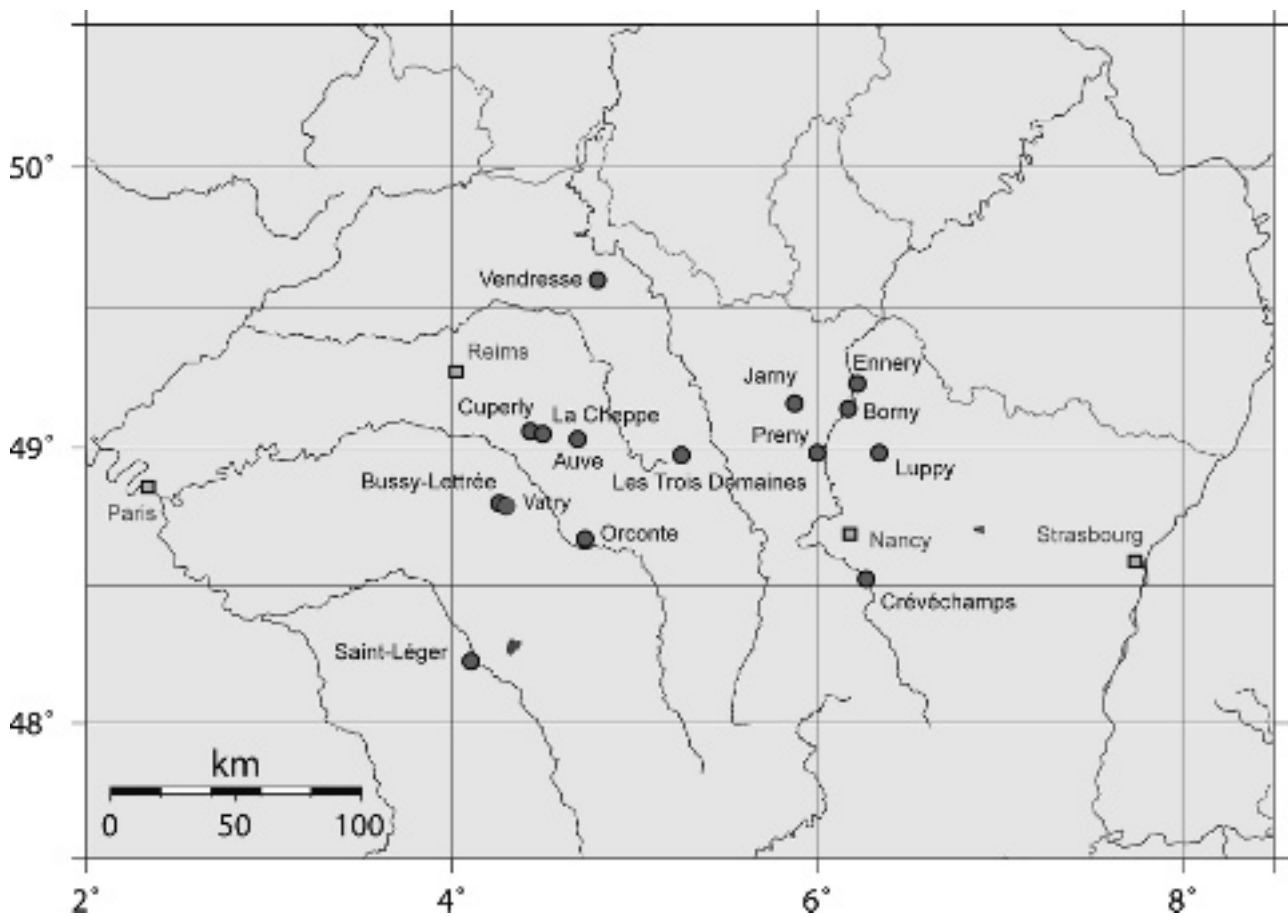 50°
Vendresse
Reims
Jarny
Ennery
Cuperly
La Cheppe
Borny
Preny
49°
Auve
Luppy
Bussy-Lettrée
Les Trois Domaines
Vatry
Paris
Orconte
Nancy
Strasbourg
Crévéchamps
Saint-Léger
48°
km
0 50 100
2° 4° 6° 8°